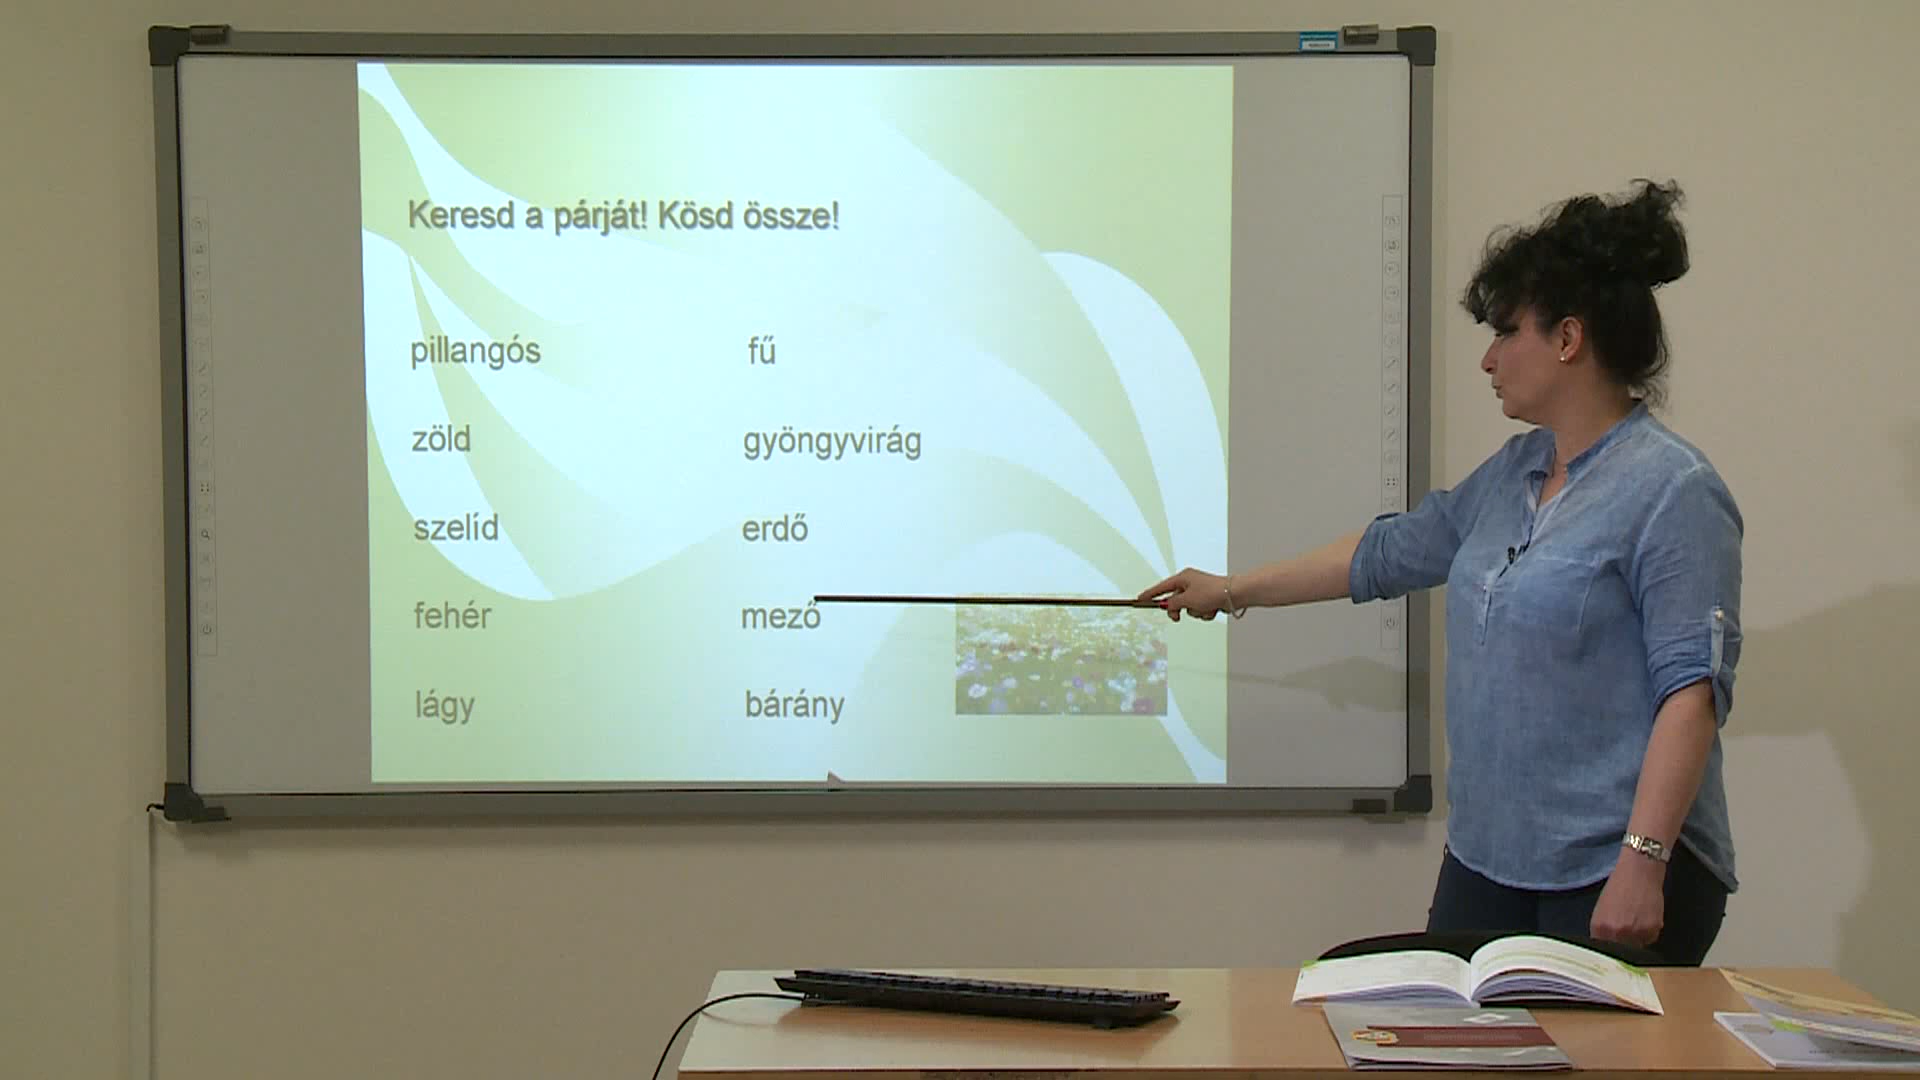 Keresd a párját! Kösd össze!
pillangós fű
zöld gyöngyvirág
szelíd erdő
fehér mező
lágy bárány